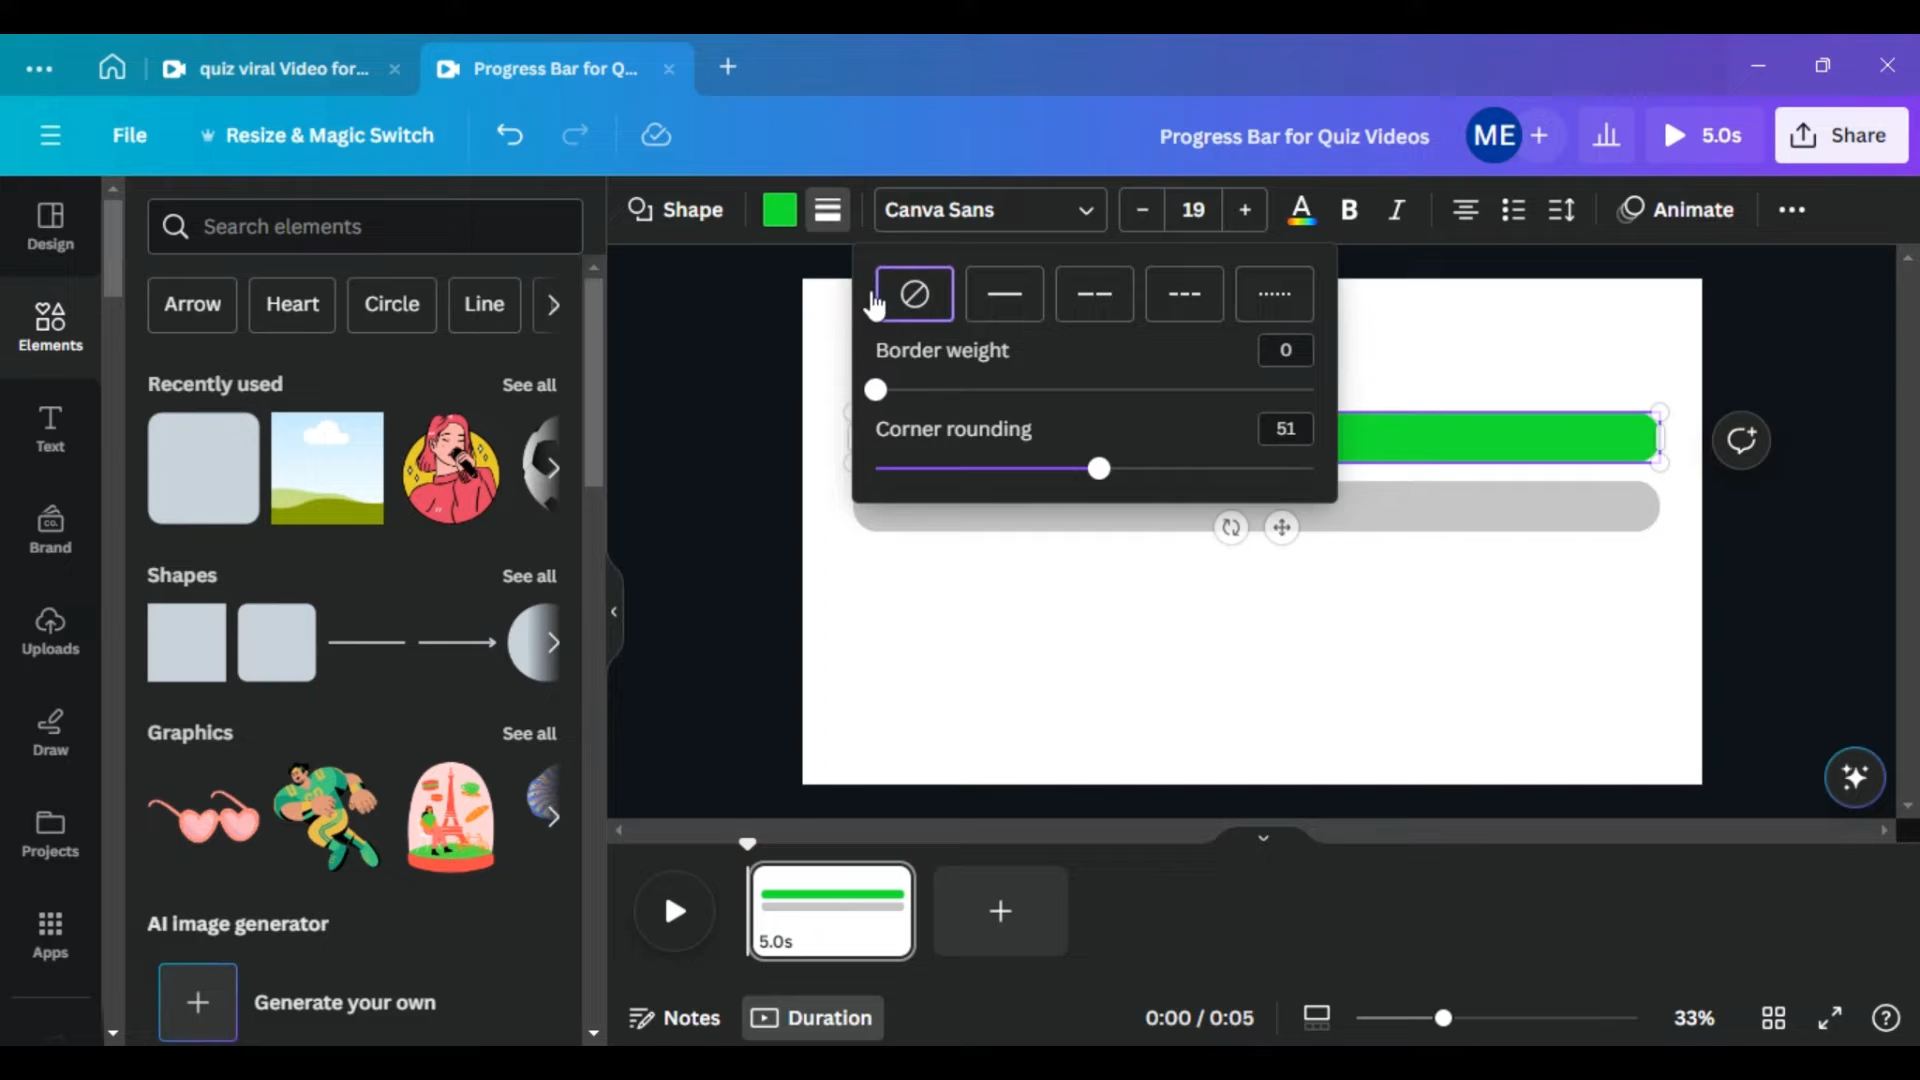 quiz viral Video for...
Progress Bar for Q...
File
Resize & Magic Switch
Progress Bar for Quiz Videos
ME
5.0s
Share
Design
Elements
Text
Brand
Uploads
Draw
Projects
Apps
Search elements
Arrow
Heart
Circle
Line
Recently used
See all
Shapes
See all
Graphics
See all
AI image generator
Generate your own
Shape
Canva Sans
- 19 +
A
B
I
Animate
Border weight
0
Corner rounding
51
5.0s
Notes
Duration
0:00 / 0:05
33%
CO.